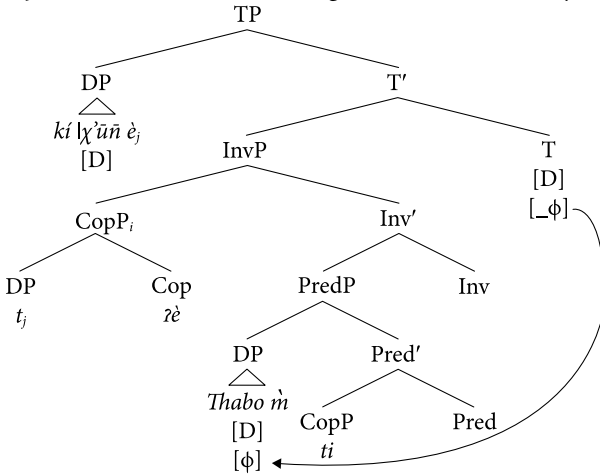 TP
DP T′
kí ǀχ’ūn̄ èⱼ
[D]
InvP T
[D]
[_ϕ]
CopPᵢ Inv′
DP Cop PredP Inv
tⱼ ʔè
DP Pred′
Thabo m̀
[D]
[ϕ]
CopP Pred
ti